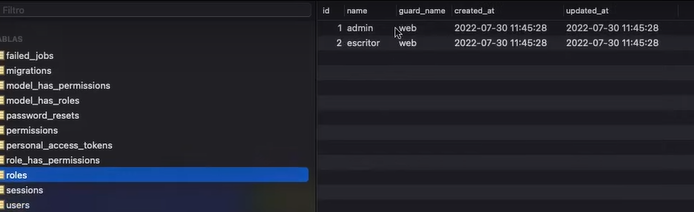 Filtro
TABLAS
failed_jobs
migrations
model_has_permissions
model_has_roles
password_resets
permissions
personal_access_tokens
role_has_permissions
roles
sessions
users
id name guard_name created_at updated_at
1 admin web 2022-07-30 11:45:28 2022-07-30 11:45:28
2 escritor web 2022-07-30 11:45:28 2022-07-30 11:45:28